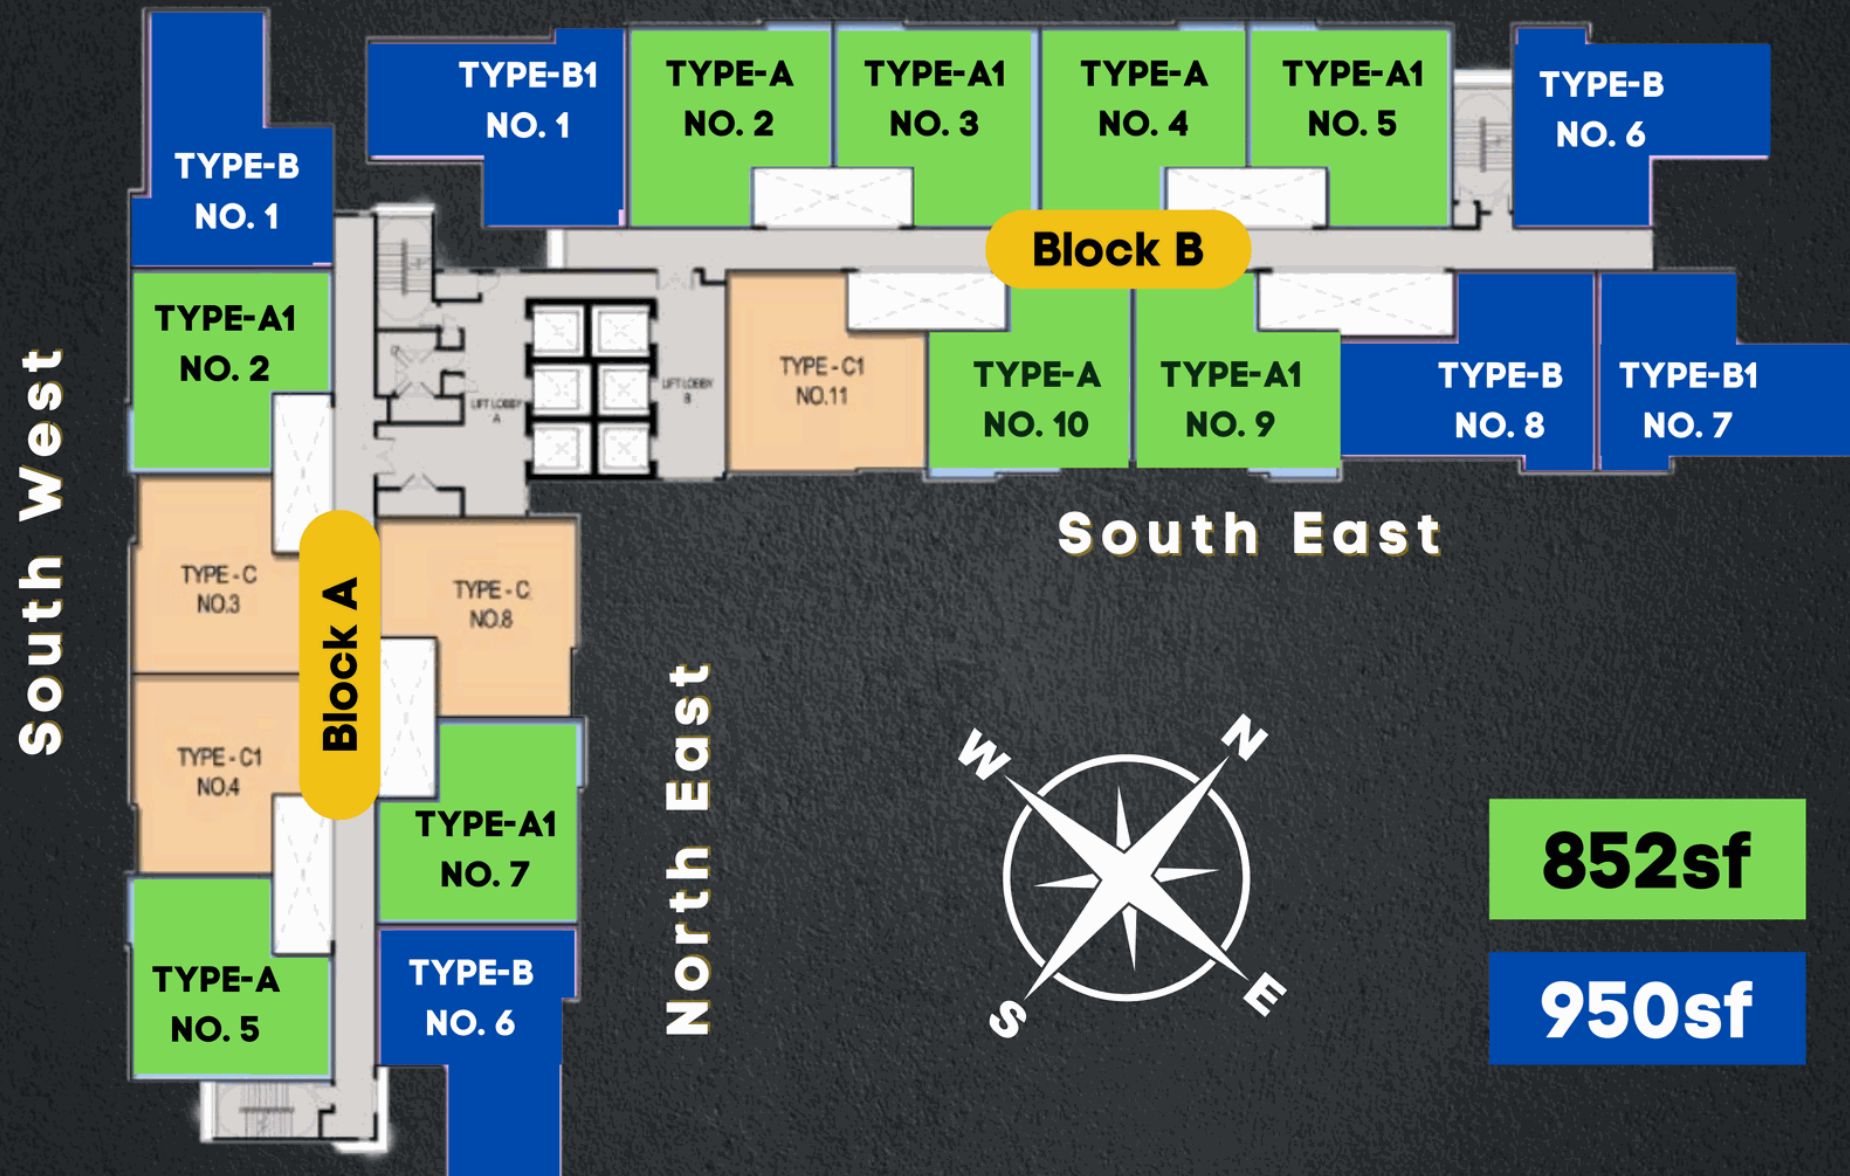 TYPE-B
NO. 1
TYPE-B1
NO. 1
TYPE-A
NO. 2
TYPE-A1
NO. 3
TYPE-A
NO. 4
TYPE-A1
NO. 5
TYPE-B
NO. 6
Block B
TYPE-A1
NO. 2
LIFT LOBBY
A
LIFT LOBBY
B
TYPE - C1
NO.11
TYPE-A
NO. 10
TYPE-A1
NO. 9
TYPE-B
NO. 8
TYPE-B1
NO. 7
South West
South East
TYPE - C
NO.3
Block A
TYPE - C
NO.8
TYPE - C1
NO.4
TYPE-A1
NO. 7
North East
TYPE-A
NO. 5
TYPE-B
NO. 6
N
W
E
S
852sf
950sf